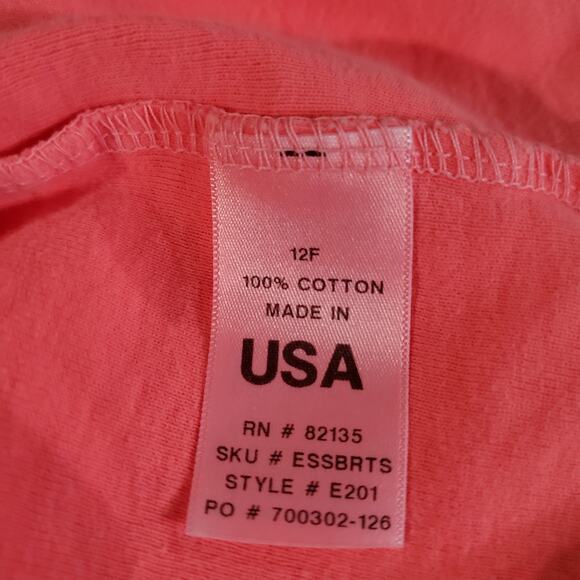 12F
100% COTTON
MADE IN
USA
RN # 82135
SKU # ESSBRTS
STYLE # E201
PO # 700302-126